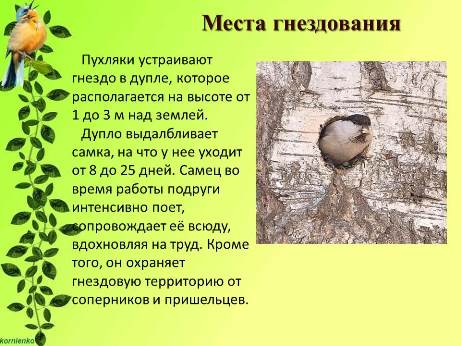 Места гнездования
Пухляки устраивают
гнездо в дупле, которое
располагается на высоте от
1 до 3 м над землей.
Дупло выдалбливает
самка, на что у нее уходит
от 8 до 25 дней. Самец во
время работы подруги
интенсивно поет,
сопровождает её всюду,
вдохновляя на труд. Кроме
того, он охраняет
гнездовую территорию от
соперников и пришельцев.
kornienko